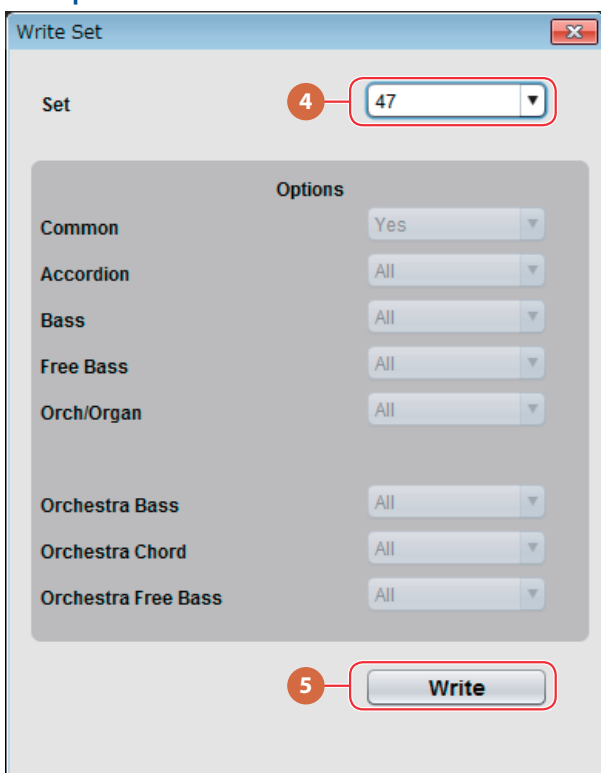 Write Set
Set 4 47
Options
Common Yes
Accordion All
Bass All
Free Bass All
Orch/Organ All
Orchestra Bass All
Orchestra Chord All
Orchestra Free Bass All
5 Write